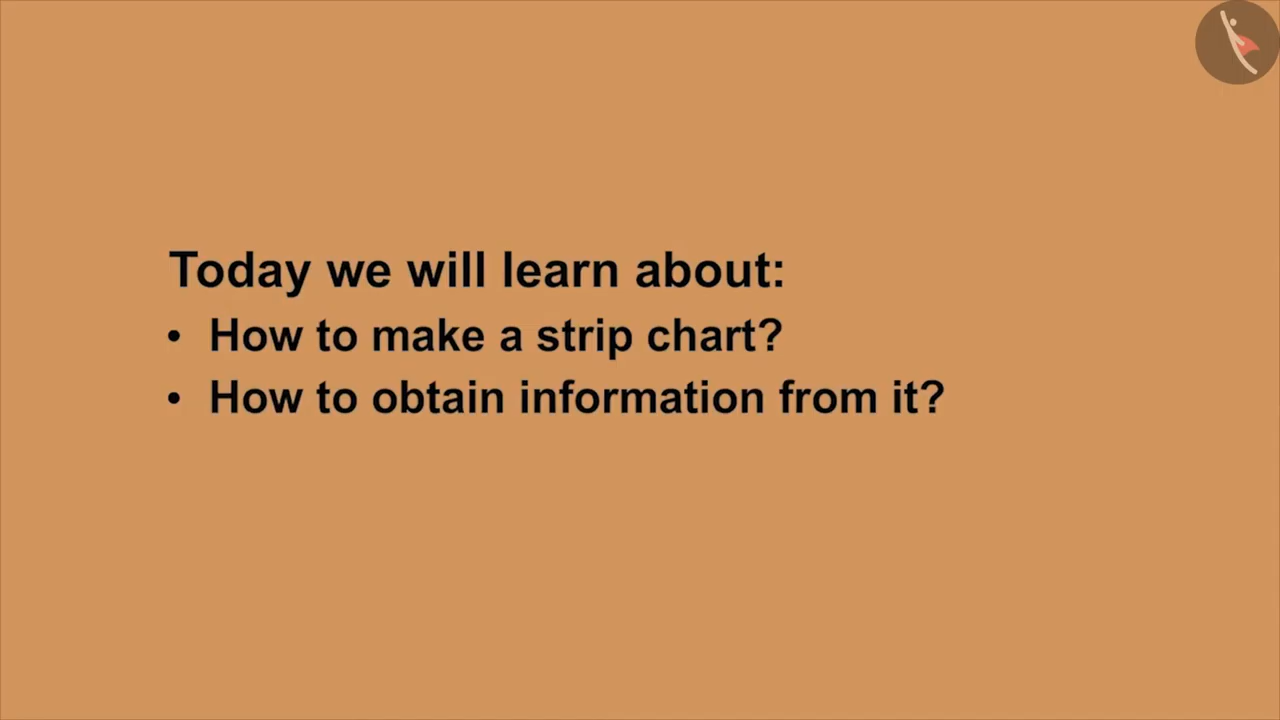 Today we will learn about:
• How to make a strip chart?
• How to obtain information from it?